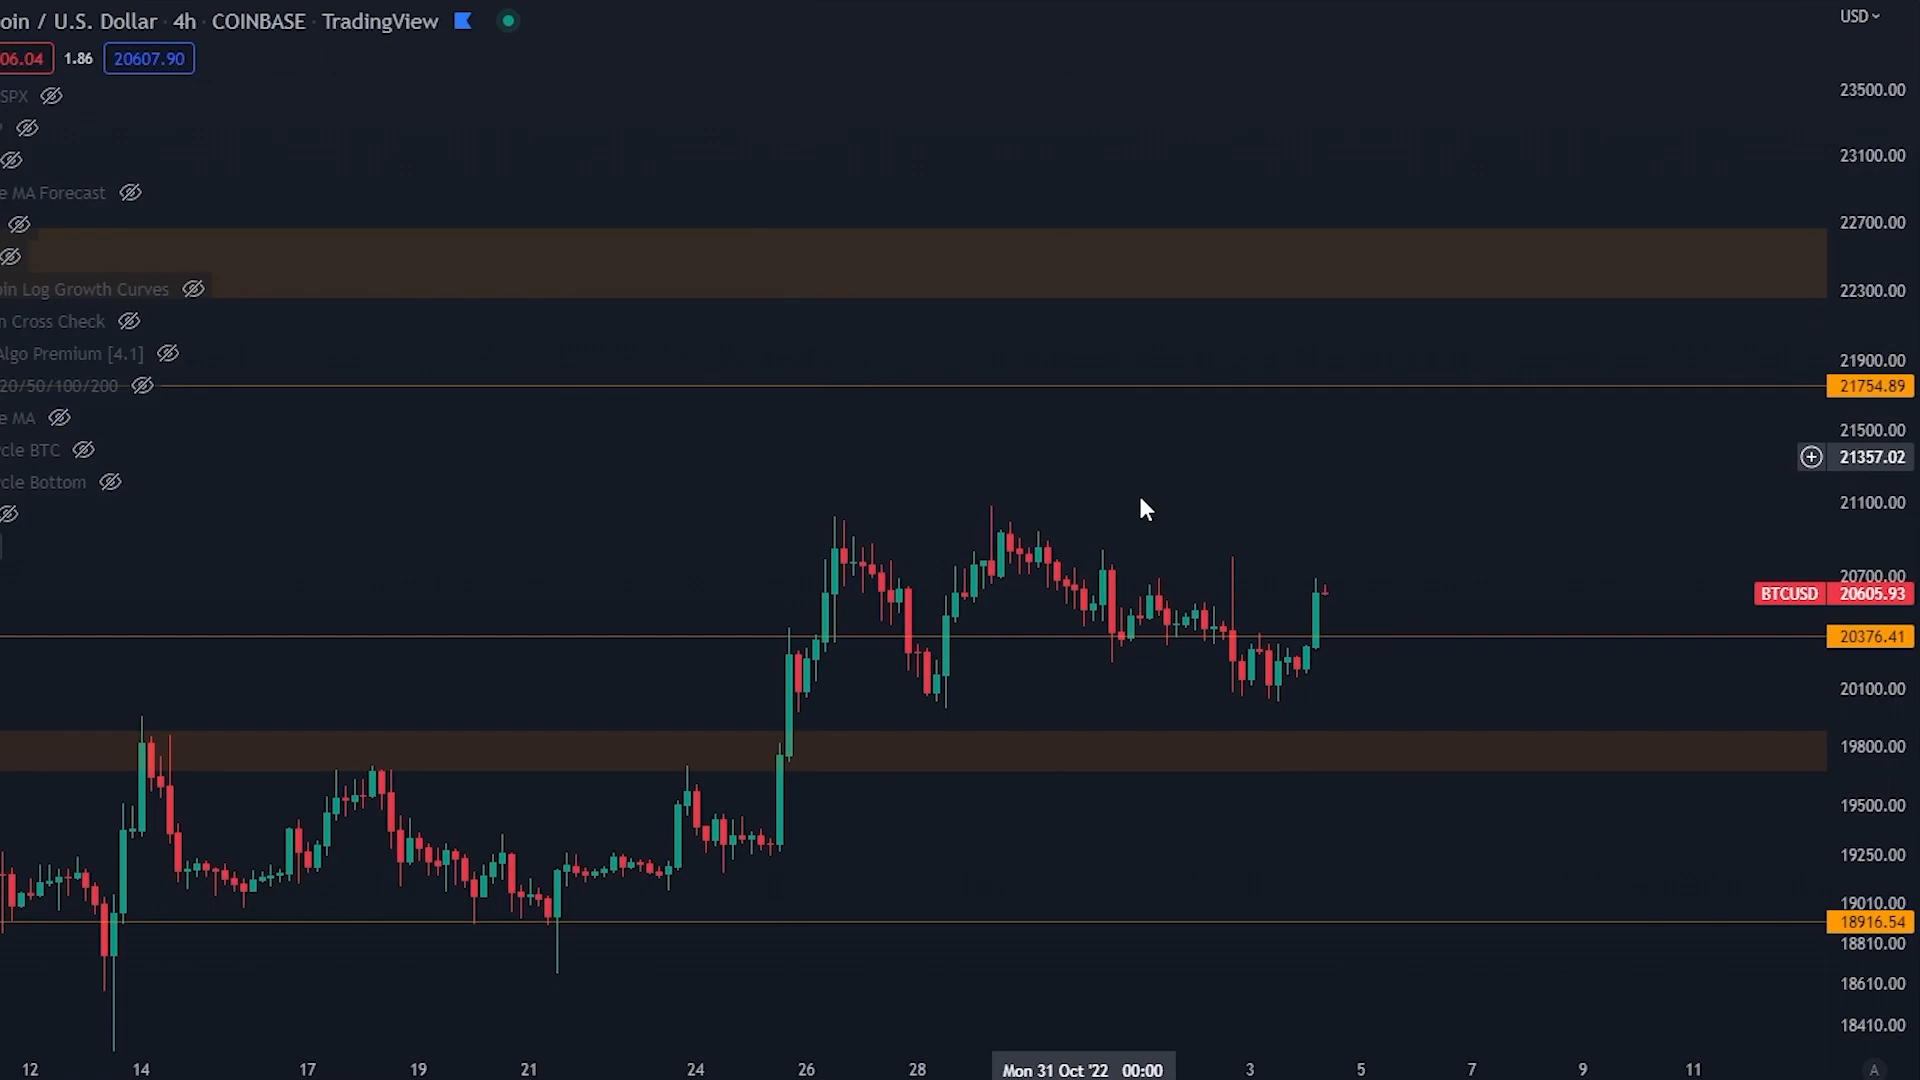 oin / U.S. Dollar · 4h · COINBASE · TradingView
USD
06.04 1.86 20607.90
SPX
e MA Forecast
oin Log Growth Curves
n Cross Check
Algo Premium [4.1]
20/50/100/200
e MA
cle BTC
cle Bottom
23500.00
23100.00
22700.00
22300.00
21900.00
21754.89
21500.00
21357.02
21100.00
20700.00
BTCUSD 20605.93
20376.41
20100.00
19800.00
19500.00
19250.00
19010.00
18916.54
18810.00
18610.00
18410.00
12 14 17 19 21 24 26 28 Mon 31 Oct '22 00:00 3 5 7 9 11 A